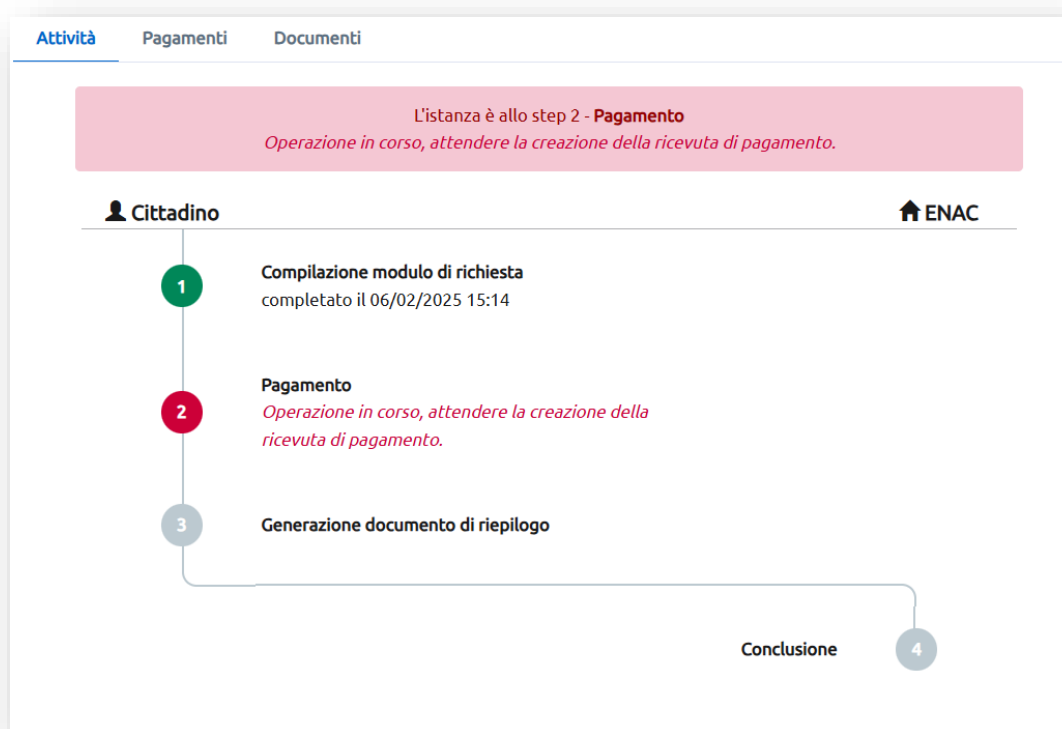 Attività Pagamenti Documenti
L'istanza è allo step 2 - Pagamento
Operazione in corso, attendere la creazione della ricevuta di pagamento.
Cittadino ENAC
1 Compilazione modulo di richiesta
completato il 06/02/2025 15:14
Pagamento
2 Operazione in corso, attendere la creazione della
ricevuta di pagamento.
3 Generazione documento di riepilogo
Conclusione 4